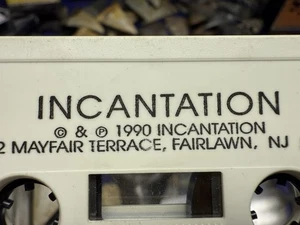 INCANTATION
© & ℗ 1990 INCANTATION
2 MAYFAIR TERRACE, FAIRLAWN, NJ